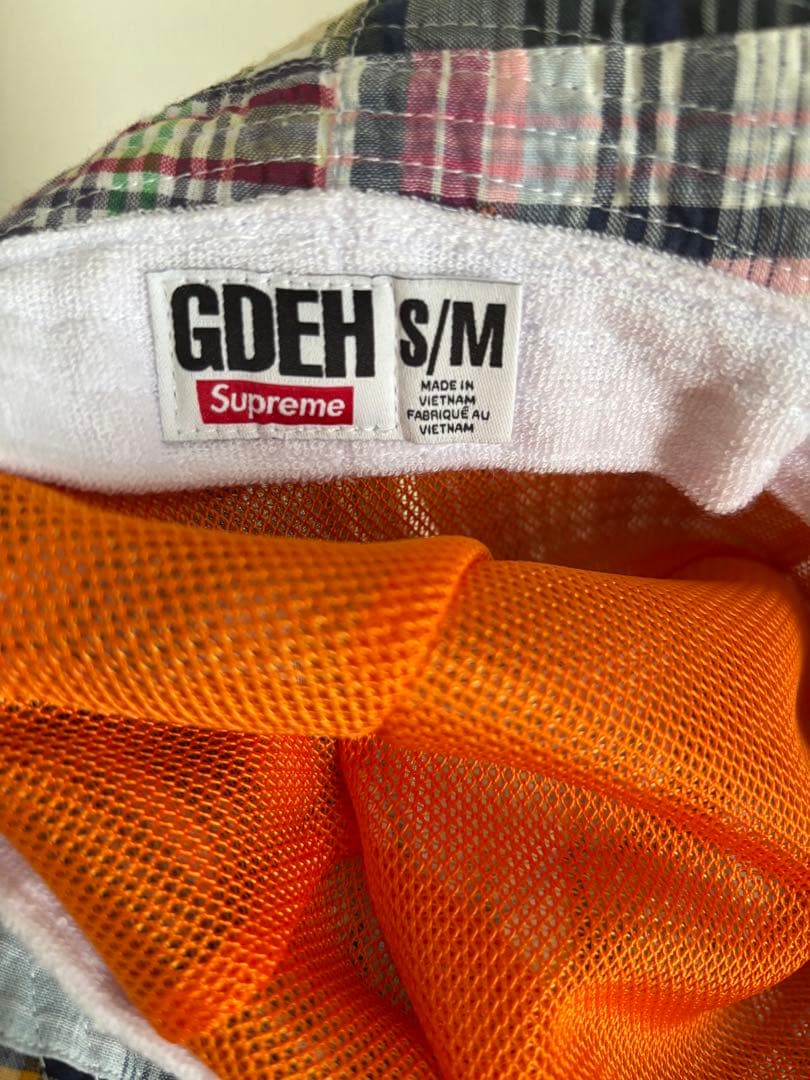 GDEH
Supreme
S/M
MADE IN
VIETNAM
FABRIQUÉ AU
VIETNAM